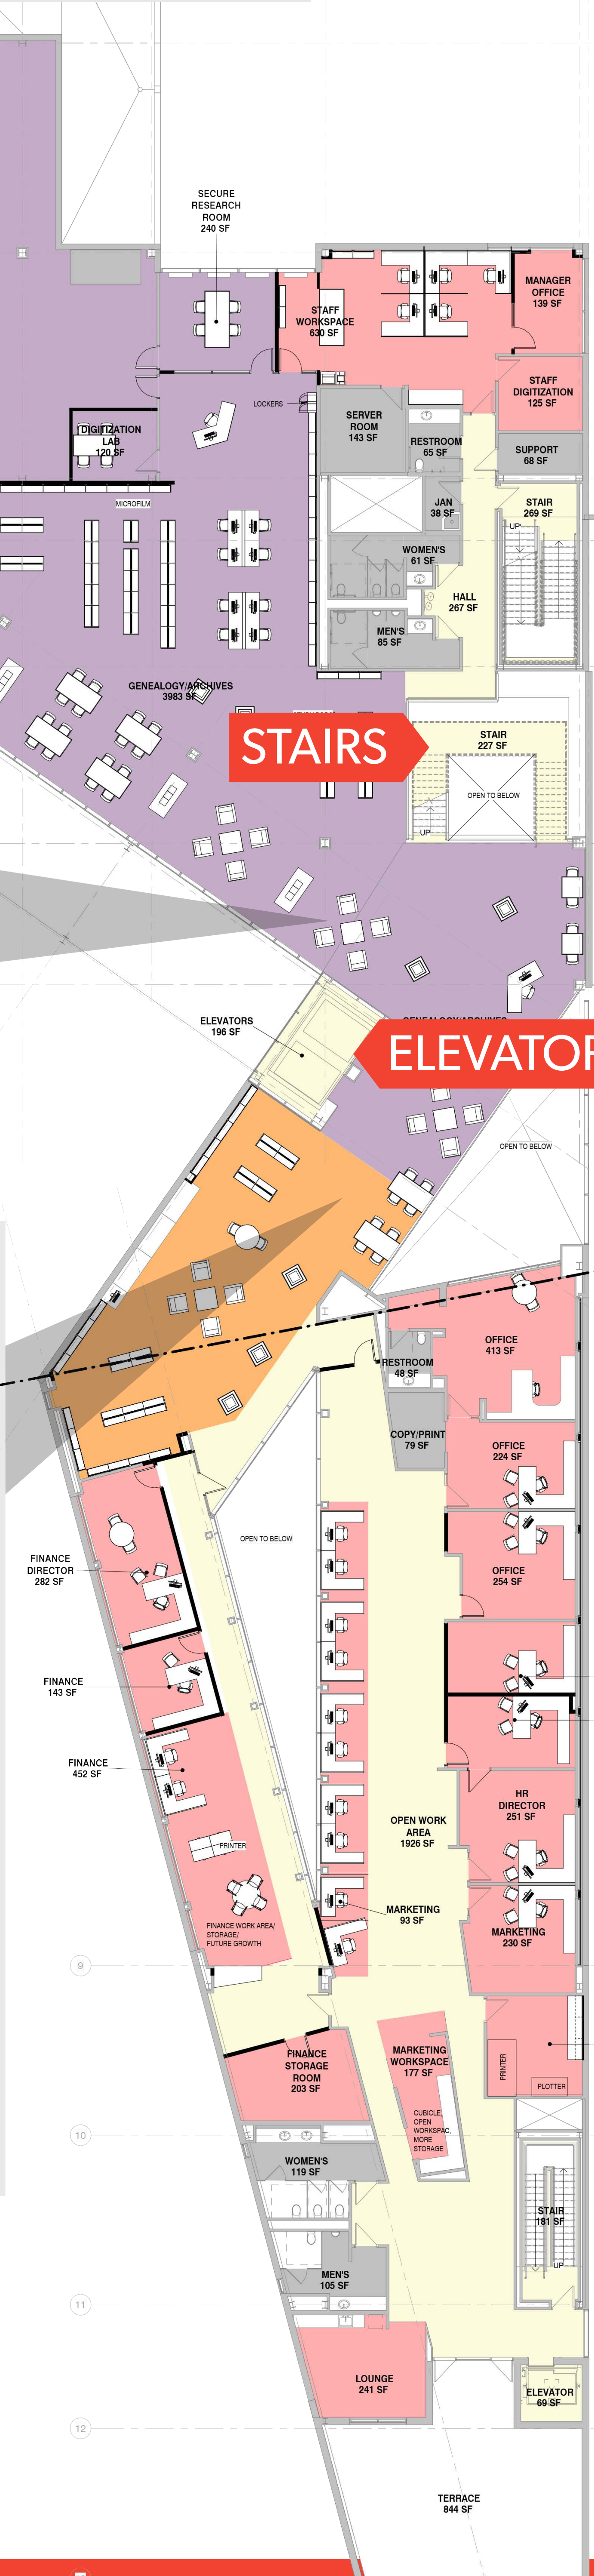 SECURE
RESEARCH
ROOM
240 SF
MANAGER
OFFICE
139 SF
STAFF
WORKSPACE
630 SF
STAFF
DIGITIZATION
125 SF
LOCKERS
SERVER
ROOM
143 SF
DIGITIZATION
LAB
120 SF
RESTROOM
65 SF
SUPPORT
68 SF
MICROFILM
JAN
38 SF
STAIR
269 SF
UP
WOMEN'S
61 SF
HALL
267 SF
MEN'S
85 SF
GENEALOGY/ARCHIVES
3983 SF
STAIRS
STAIR
227 SF
OPEN TO BELOW
UP
ELEVATORS
196 SF
GENEALOGY/ARCHIVES
ELEVATOR
OPEN TO BELOW
OFFICE
413 SF
RESTROOM
48 SF
COPY/PRINT
79 SF
OFFICE
224 SF
OPEN TO BELOW
FINANCE
DIRECTOR
282 SF
OFFICE
254 SF
FINANCE
143 SF
FINANCE
452 SF
HR
DIRECTOR
251 SF
OPEN WORK
AREA
1926 SF
PRINTER
MARKETING
93 SF
MARKETING
230 SF
FINANCE WORK AREA/
STORAGE/
FUTURE GROWTH
9
FINANCE
STORAGE
ROOM
203 SF
MARKETING
WORKSPACE
177 SF
PRINTER
PLOTTER
CUBICLE,
OPEN
WORKSPAC,
MORE
STORAGE
10
WOMEN'S
119 SF
STAIR
181 SF
UP
MEN'S
105 SF
11
LOUNGE
241 SF
ELEVATOR
69 SF
12
TERRACE
844 SF